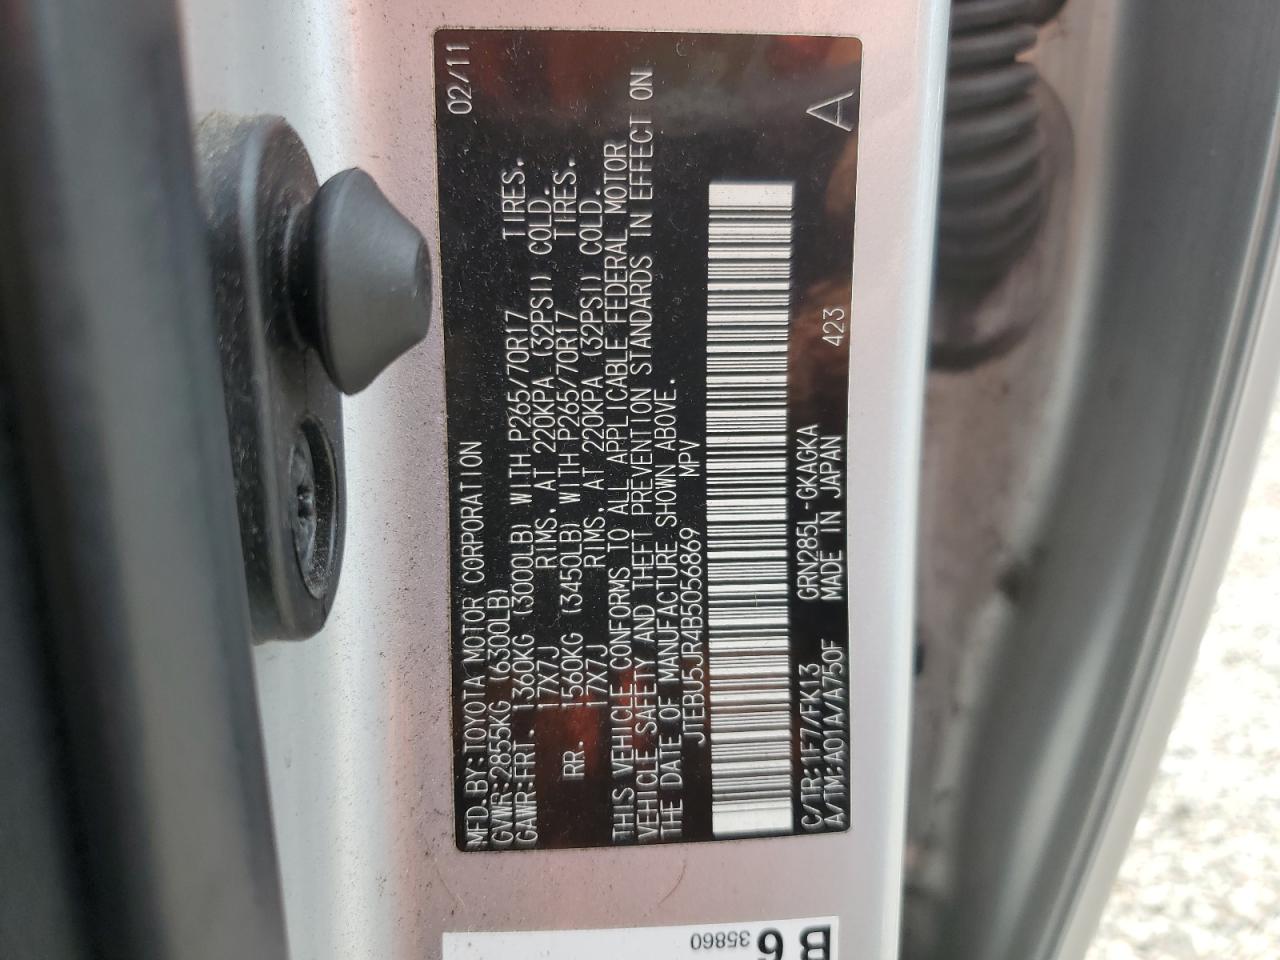 MFD.BY:TOYOTA MOTOR CORPORATION 02/11
GVWR:2855KG (6300LB)
GAWR:FRT. 1360KG (3000LB) WITH P265/70R17 TIRES.
17X7J RIMS. AT 220KPA (32PSI) COLD.
RR. 1560KG (3450LB) WITH P265/70R17 TIRES.
17X7J RIMS. AT 220KPA (32PSI) COLD.
THIS VEHICLE CONFORMS TO ALL APPLICABLE FEDERAL MOTOR
VEHICLE SAFETY AND THEFT PREVENTION STANDARDS IN EFFECT ON
THE DATE OF MANUFACTURE SHOWN ABOVE.
JTEBU5JR4B5056869 MPV
C/TR:1F7/FK13 GRN285L-GKAGKA
A/TM:A01A/A750F MADE IN JAPAN 423 A
35860
B 6